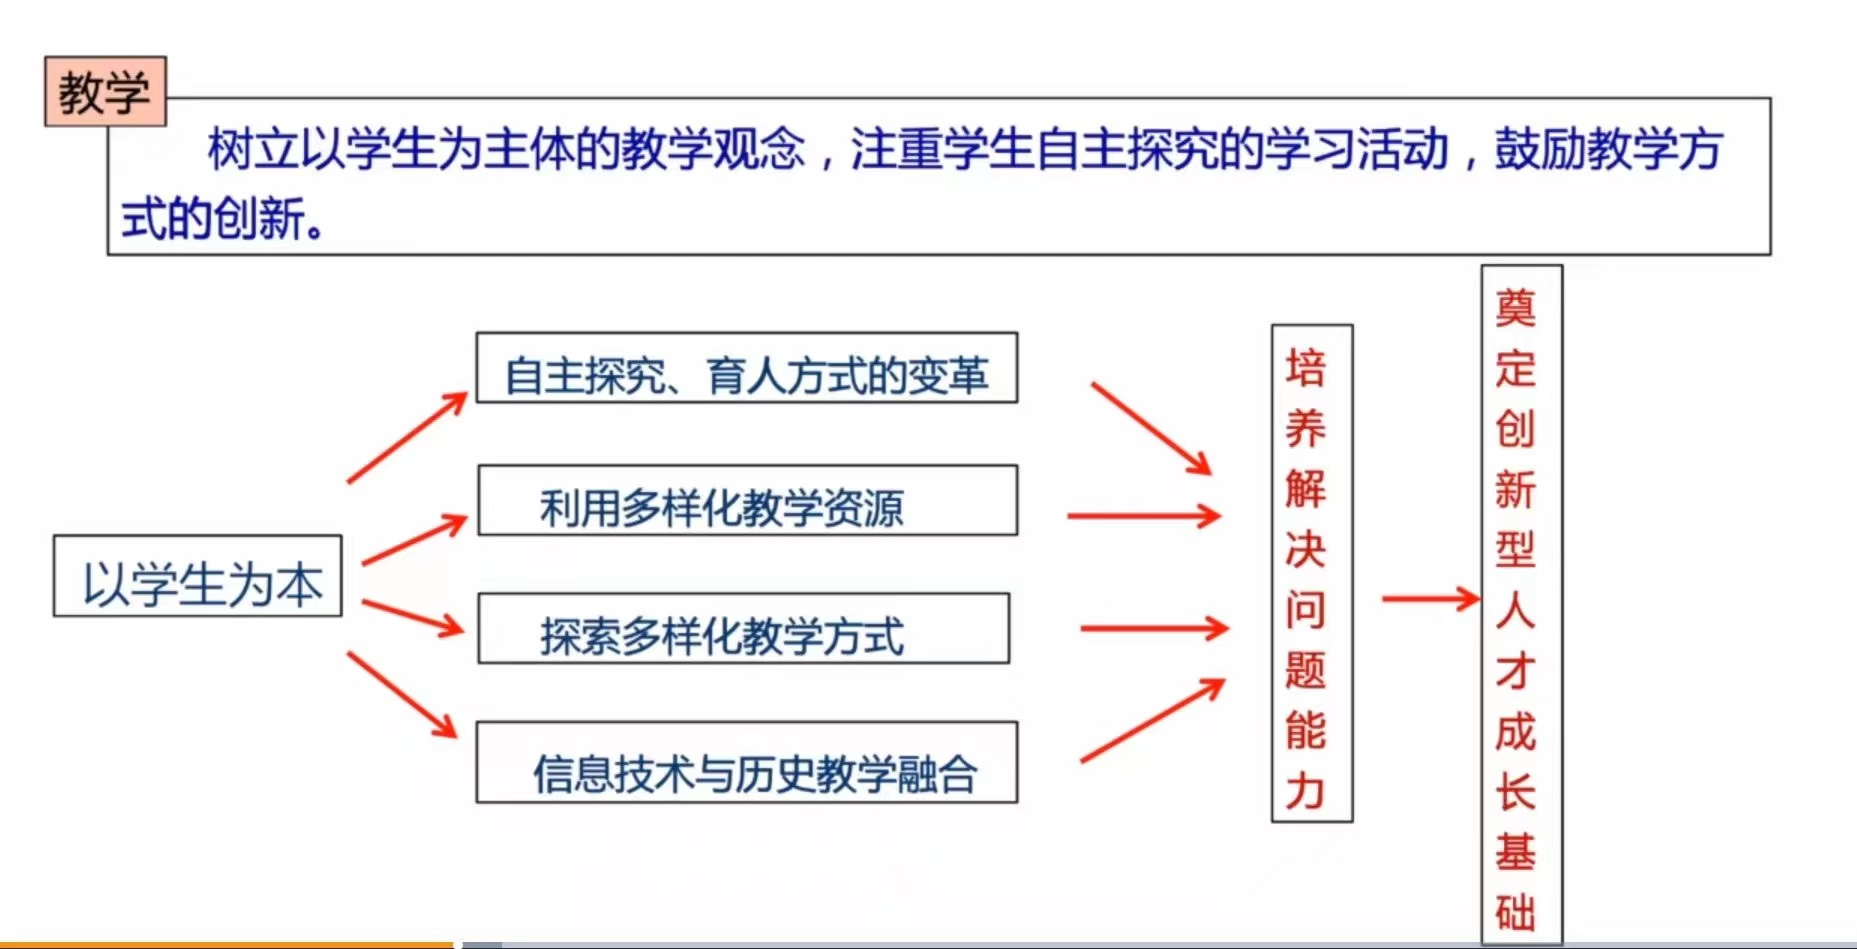 教学
树立以学生为主体的教学观念，注重学生自主探究的学习活动，鼓励教学方
式的创新。
以学生为本
自主探究、育人方式的变革
利用多样化教学资源
探索多样化教学方式
信息技术与历史教学融合
培养解决问题能力
奠定创新型人才成长基础